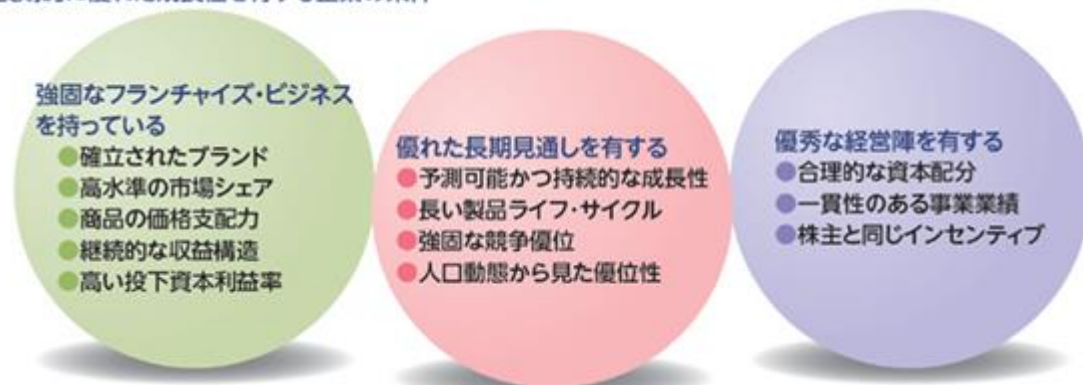 強固なフランチャイズ・ビジネス
を持っている
●確立されたブランド
●高水準の市場シェア
●商品の価格支配力
●継続的な収益構造
●高い投下資本利益率
優れた長期見通しを有する
●予測可能かつ持続的な成長性
●長い製品ライフ・サイクル
●強固な競争優位
●人口動態から見た優位性
優秀な経営陣を有する
●合理的な資本配分
●一貫性のある事業業績
●株主と同じインセンティブ